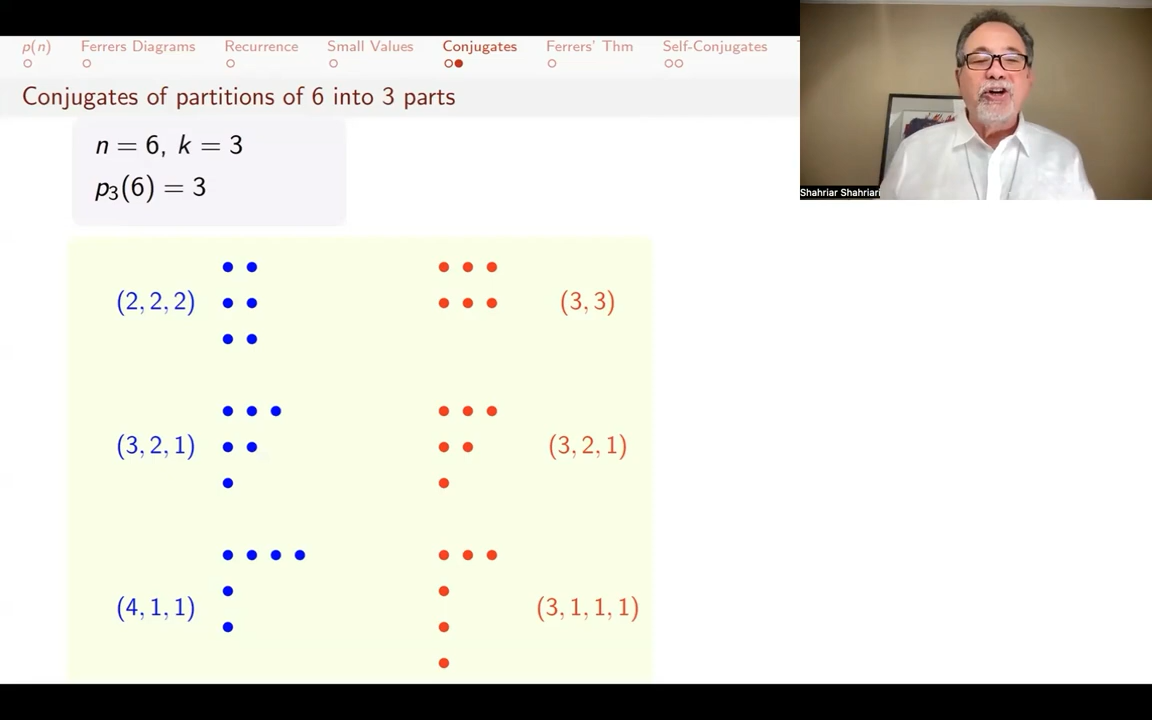 p(n) Ferrers Diagrams Recurrence Small Values Conjugates Ferrers' Thm Self-Conjugates
Conjugates of partitions of 6 into 3 parts
n = 6, k = 3
p₃(6) = 3
(2, 2, 2) (3, 3)
(3, 2, 1) (3, 2, 1)
(4, 1, 1) (3, 1, 1, 1)
Shahriar Shahriari